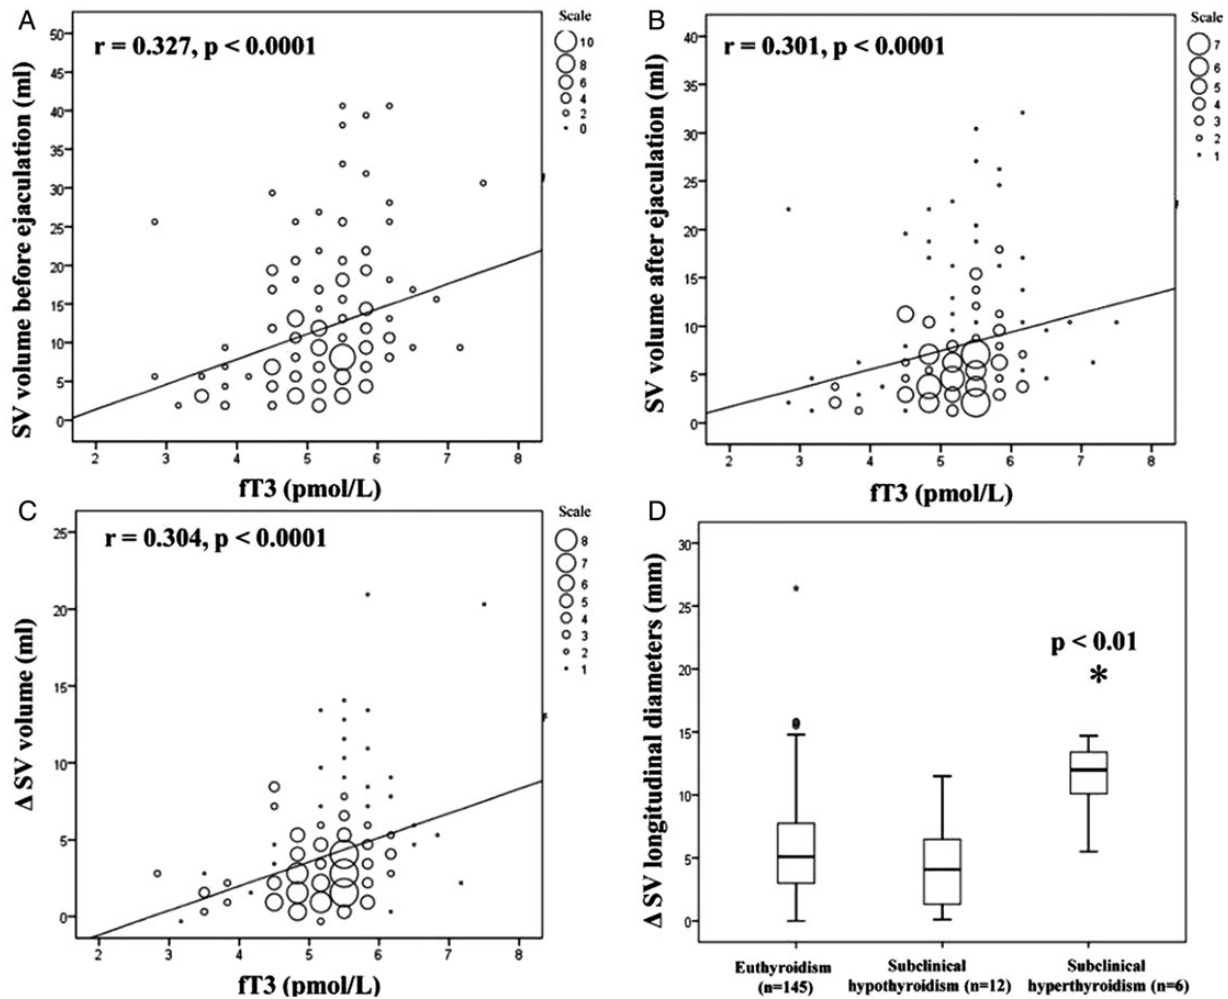 A
r = 0.327, p < 0.0001
SV volume before ejaculation (ml)
50
45
40
35
30
25
20
15
10
5
0
2 3 4 5 6 7 8
fT3 (pmol/L)
Scale
10
8
6
4
2
0
B
r = 0.301, p < 0.0001
SV volume after ejaculation (ml)
40
35
30
25
20
15
10
5
0
2 3 4 5 6 7 8
fT3 (pmol/L)
Scale
7
6
5
4
3
2
1
C
r = 0.304, p < 0.0001
Δ SV volume (ml)
25
20
15
10
5
0
2 3 4 5 6 7 8
fT3 (pmol/L)
Scale
8
7
6
5
4
3
2
1
D
Δ SV longitudinal diameters (mm)
30
25
20
15
10
5
0
*
p < 0.01
*
Euthyroidism
(n=145)
Subclinical
hypothyroidism (n=12)
Subclinical
hyperthyroidism (n=6)